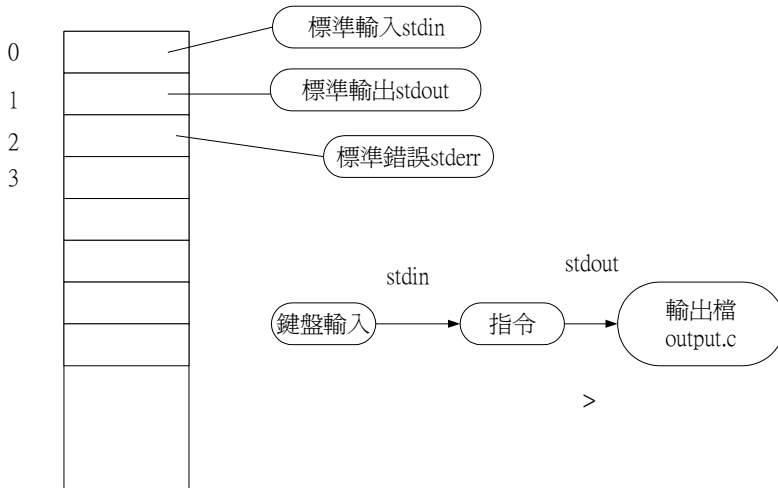 0
標準輸入stdin
1
標準輸出stdout
2
標準錯誤stderr
3
stdin
stdout
鍵盤輸入
指令
輸出檔
output.c
>